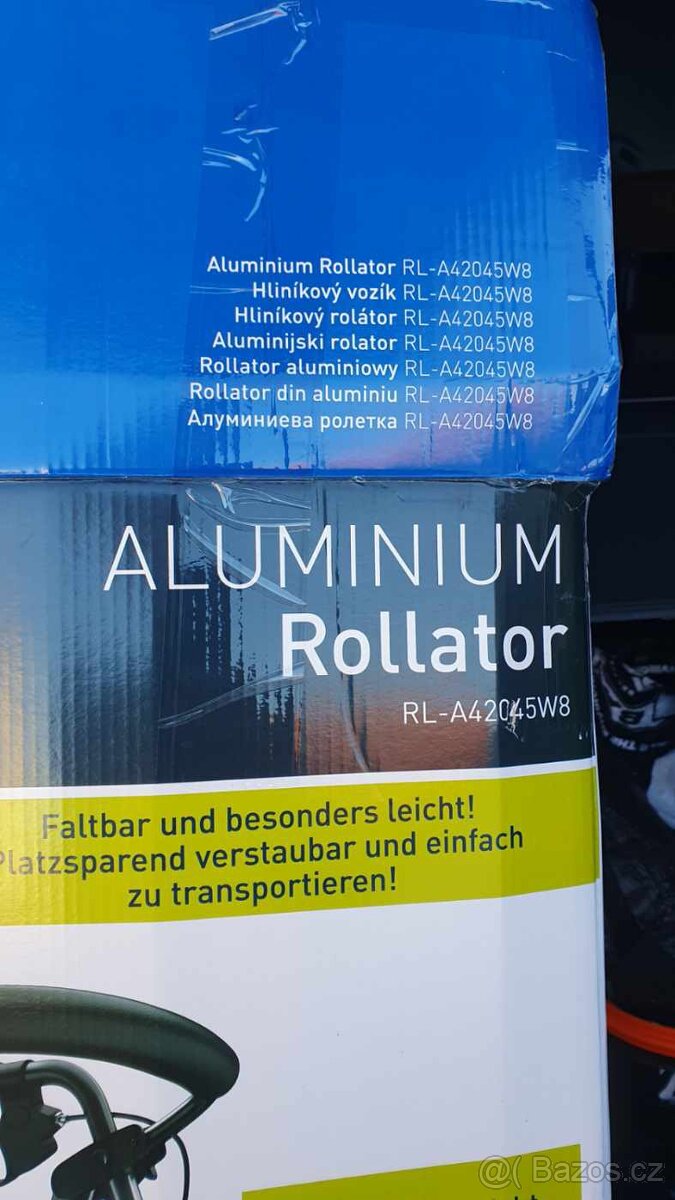 Aluminium Rollator RL-A42045W8
Hliníkový vozík RL-A42045W8
Hliníkový rolátor RL-A42045W8
Aluminijski rolator RL-A42045W8
Rollator aluminiowy RL-A42045W8
Rollator din aluminiu RL-A42045W8
Алуминиева ролетка RL-A42045W8
ALUMINIUM
Rollator
RL-A42045W8
Faltbar und besonders leicht!
Platzsparend verstaubar und einfach
zu transportieren!
@( Bazos.cz